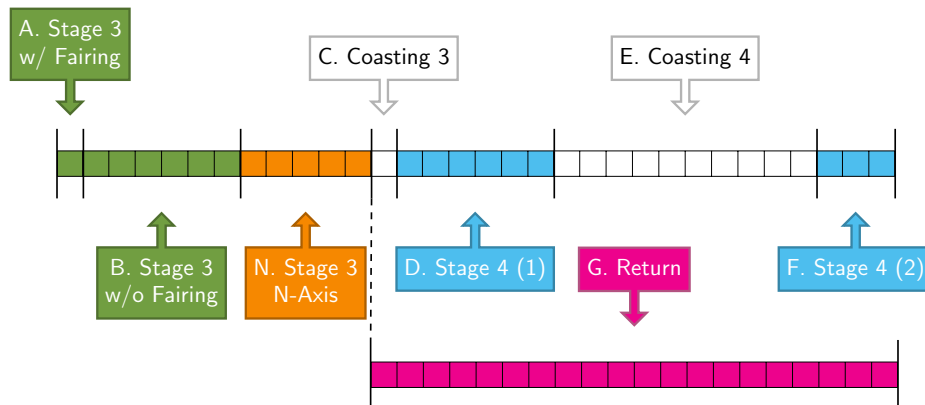 A. Stage 3
w/ Fairing
C. Coasting 3
E. Coasting 4
B. Stage 3
w/o Fairing
N. Stage 3
N-Axis
D. Stage 4 (1)
G. Return
F. Stage 4 (2)